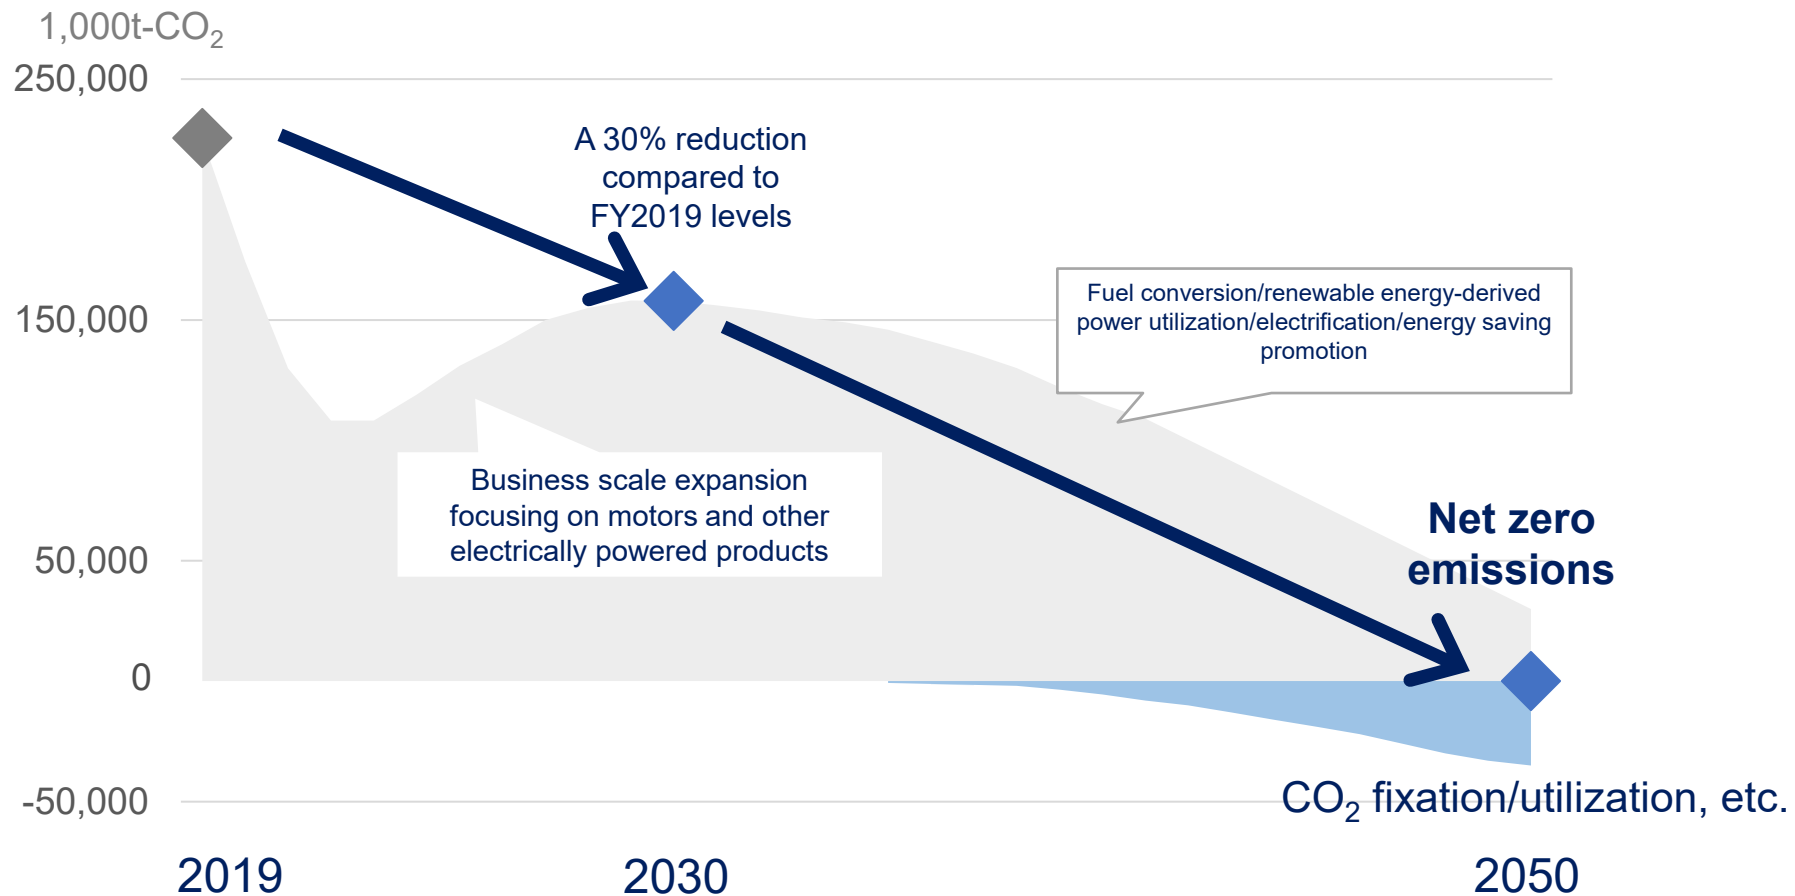 1,000t-CO₂
250,000
A 30% reduction
compared to
FY2019 levels
150,000
Fuel conversion/renewable energy-derived
power utilization/electrification/energy saving
promotion
Business scale expansion
focusing on motors and other
electrically powered products
Net zero
emissions
50,000
0
-50,000
CO₂ fixation/utilization, etc.
2019
2030
2050